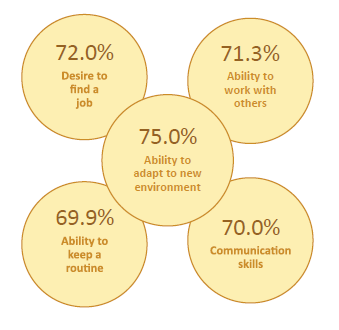 72.0%
Desire to
find a
job
71.3%
Ability to
work with
others
75.0%
Ability to
adapt to new
environment
69.9%
Ability to
keep a
routine
70.0%
Communication
skills